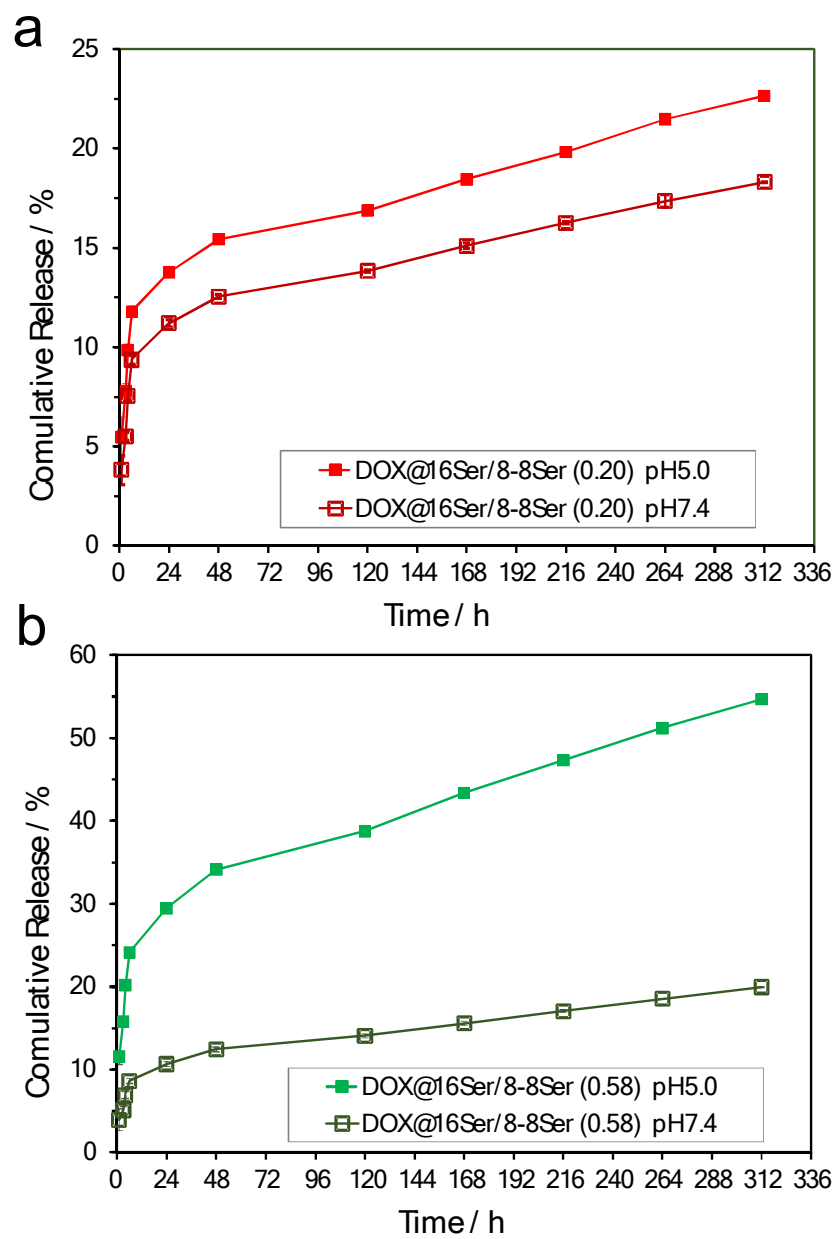 a
25
20
15
10
5
0
Comulative Release / %
DOX@16Ser/8-8Ser (0.20) pH5.0
DOX@16Ser/8-8Ser (0.20) pH7.4
0 24 48 72 96 120 144 168 192 216 240 264 288 312 336
Time / h
b
60
50
40
30
20
10
0
Comulative Release / %
DOX@16Ser/8-8Ser (0.58) pH5.0
DOX@16Ser/8-8Ser (0.58) pH7.4
0 24 48 72 96 120 144 168 192 216 240 264 288 312 336
Time / h